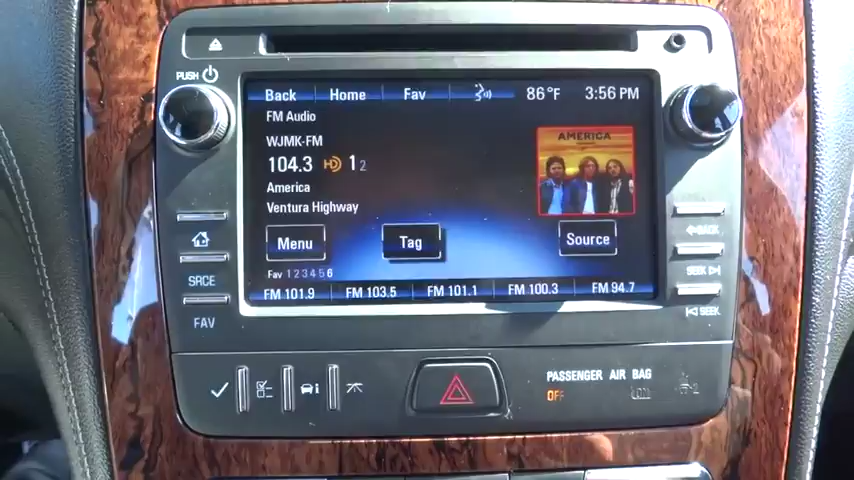 PUSH
Back Home Fav 86°F 3:56 PM
FM Audio
WJMK-FM
104.3 HD 1 2
America
Ventura Highway
AMERICA
Menu Tag Source
Fav 1 2 3 4 5 6
FM 101.9 FM 103.5 FM 101.1 FM 100.3 FM 94.7
SRCE
FAV
BACK
SEEK
SEEK
PASSENGER AIR BAG
OFF